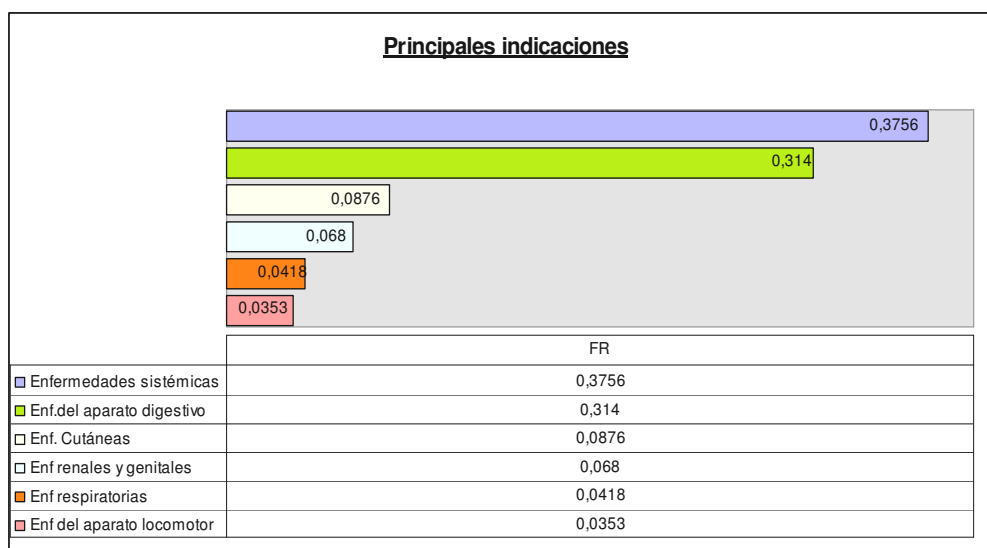 Principales indicaciones
0,3756
0,314
0,0876
0,068
0,0418
0,0353
FR
Enfermedades sistémicas 0,3756
Enf.del aparato digestivo 0,314
Enf. Cutáneas 0,0876
Enf renales y genitales 0,068
Enf respiratorias 0,0418
Enf del aparato locomotor 0,0353